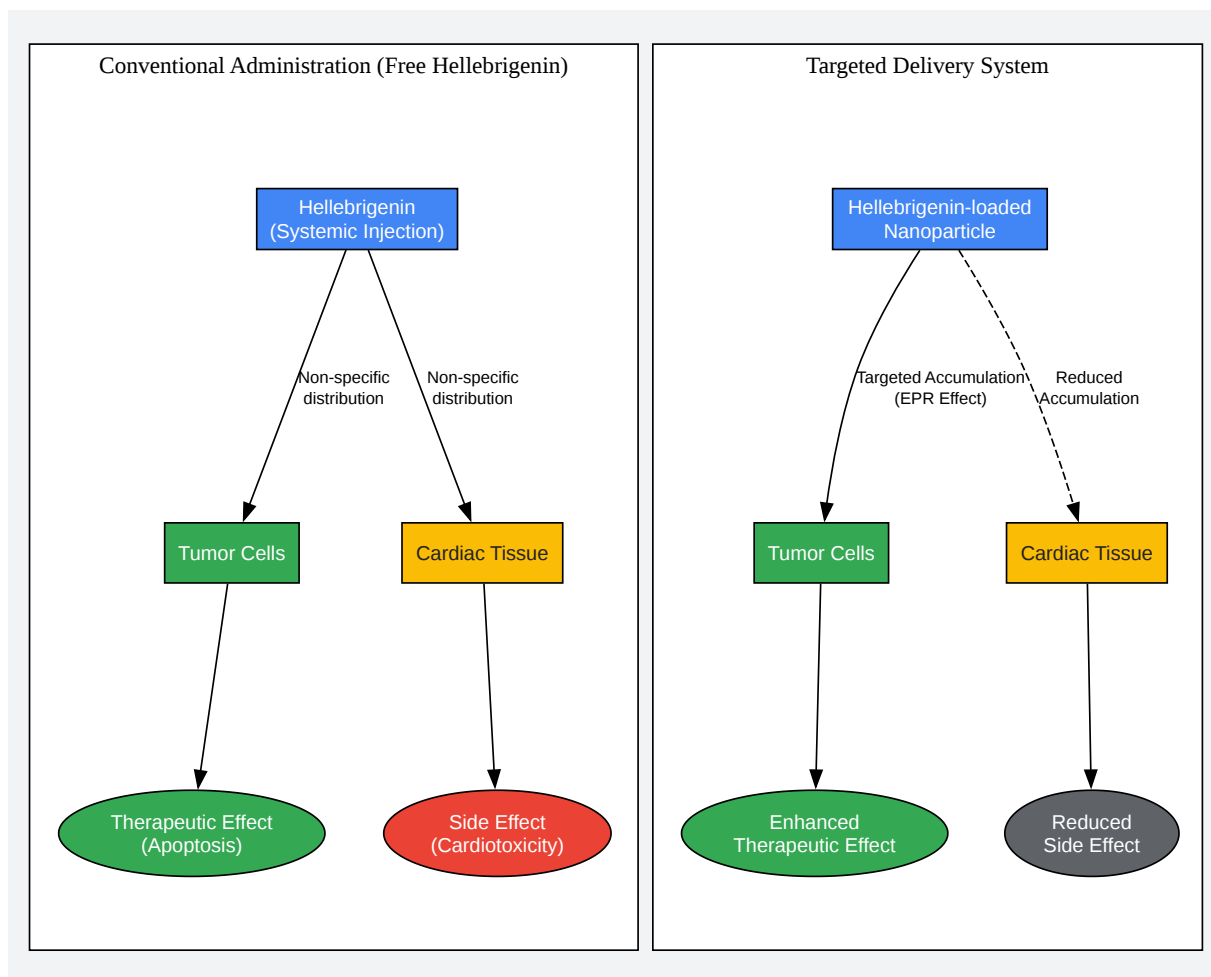 Conventional Administration (Free Hellebrigenin)
Hellebrigenin
(Systemic Injection)
Non-specific
distribution
Non-specific
distribution
Tumor Cells
Cardiac Tissue
Therapeutic Effect
(Apoptosis)
Side Effect
(Cardiotoxicity)
Targeted Delivery System
Hellebrigenin-loaded
Nanoparticle
Targeted Accumulation
(EPR Effect)
Reduced
Accumulation
Tumor Cells
Cardiac Tissue
Enhanced
Therapeutic Effect
Reduced
Side Effect